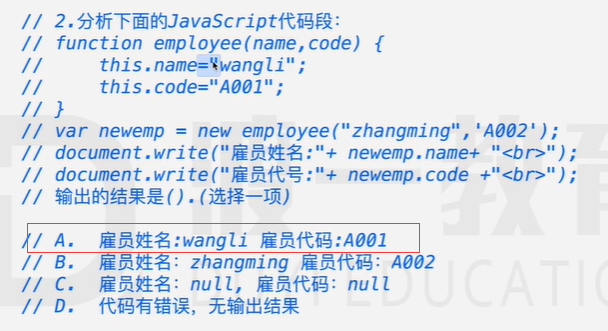 // 2.分析下面的JavaScript代码段：
// function employee(name,code) {
//     this.name="wangli";
//     this.code="A001";
// }
// var newemp = new employee("zhangming",'A002');
// document.write("雇员姓名:"+ newemp.name+ "<br>");
// document.write("雇员代号:"+ newemp.code +"<br>");
// 输出的结果是().(选择一项)
// A.  雇员姓名:wangli 雇员代码:A001
// B.  雇员姓名: zhangming 雇员代码: A002
// C.  雇员姓名: null, 雇员代码: null
// D.  代码有错误，无输出结果
渡一教育
EDUCATION